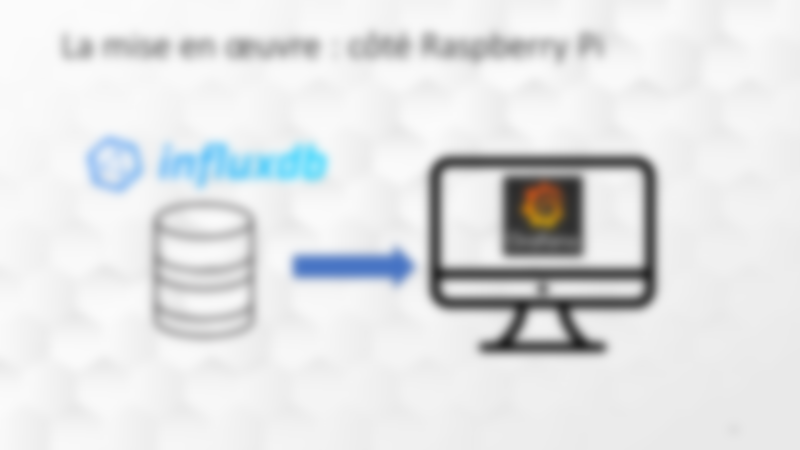 La mise en œuvre : côté Raspberry Pi
influxdb